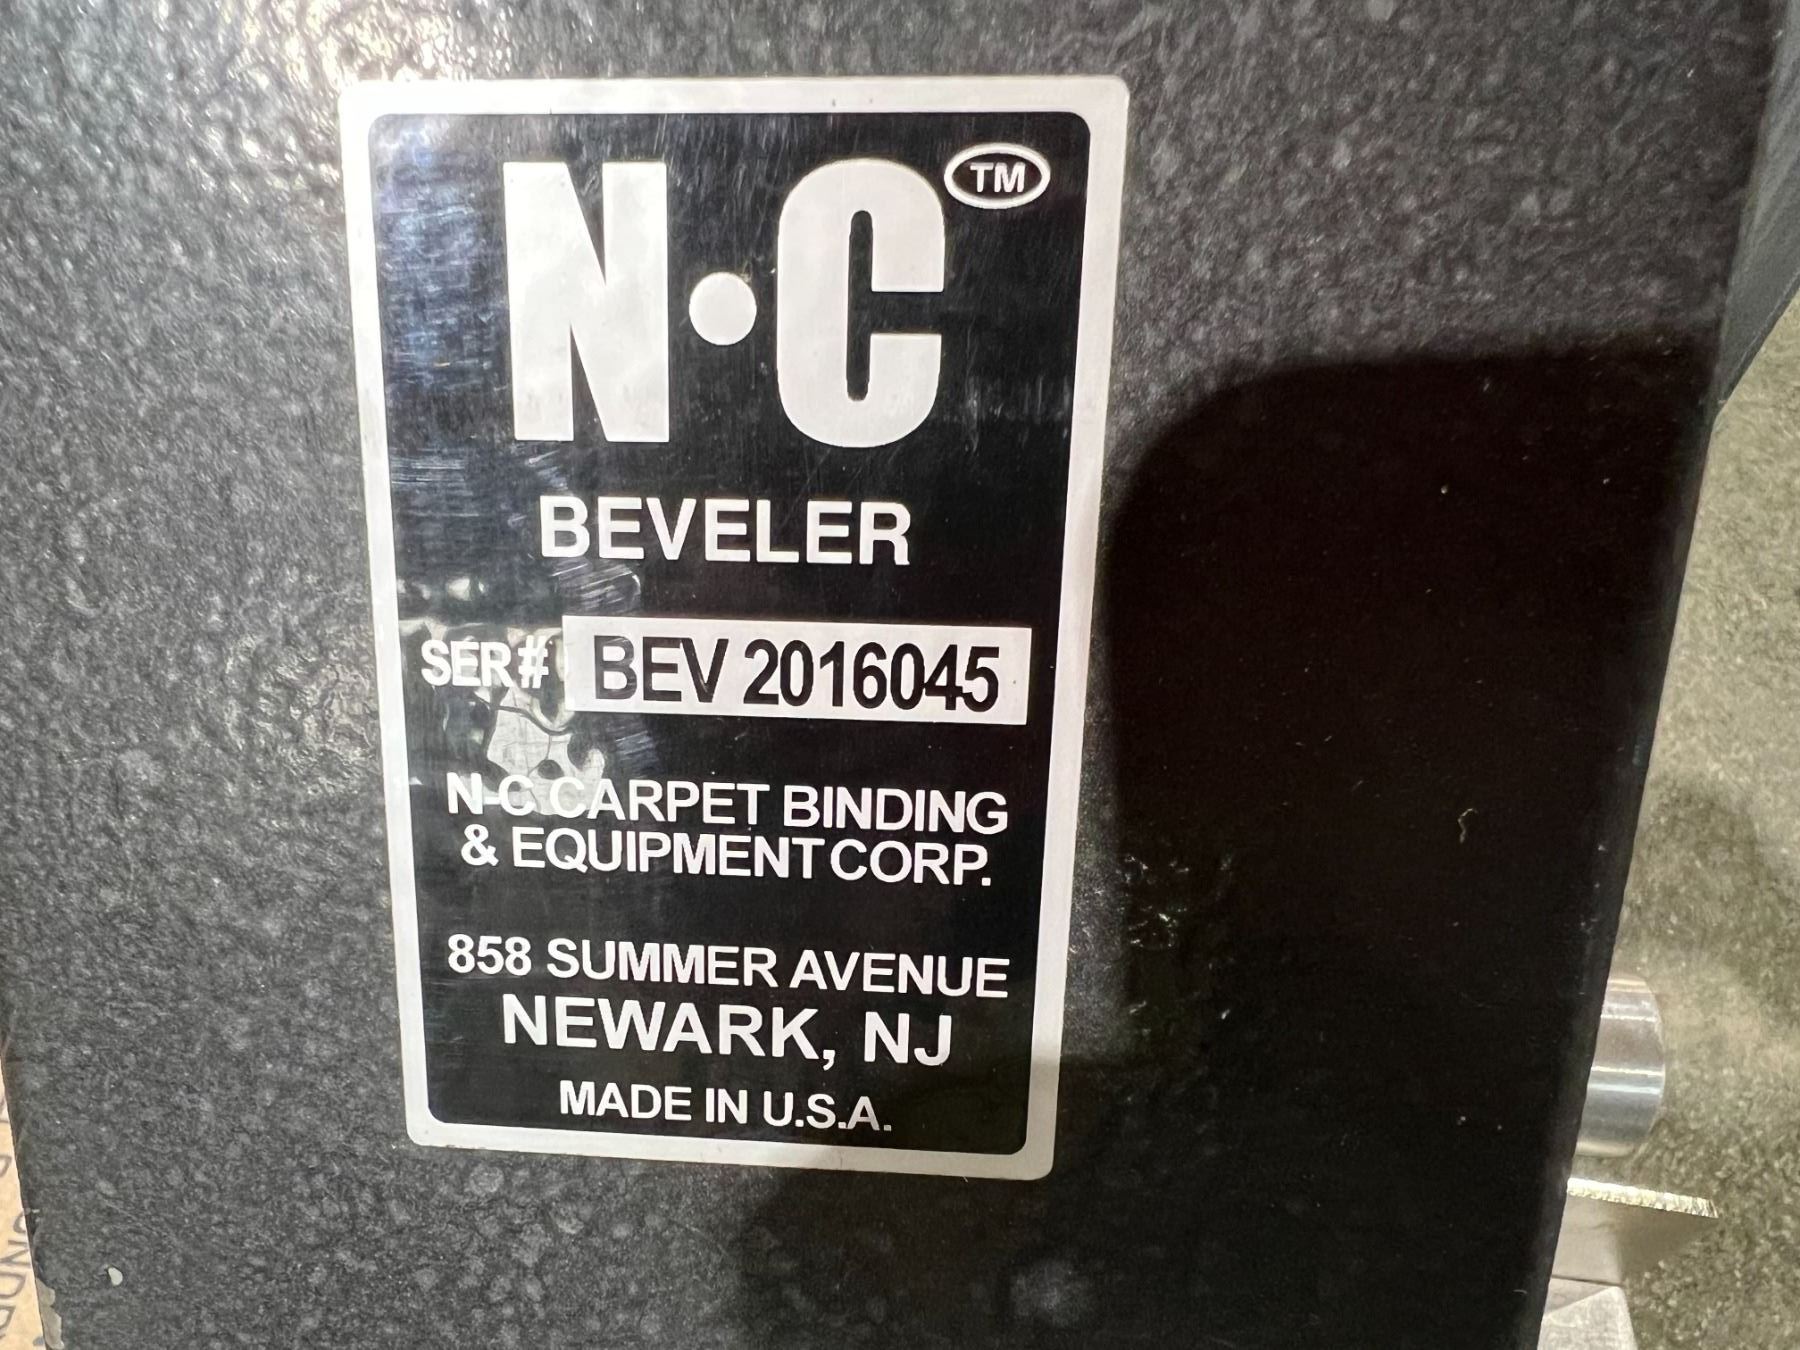 N·C TM
BEVELER
SER# BEV 2016045
N-C CARPET BINDING
& EQUIPMENT CORP.
858 SUMMER AVENUE
NEWARK, NJ
MADE IN U.S.A.